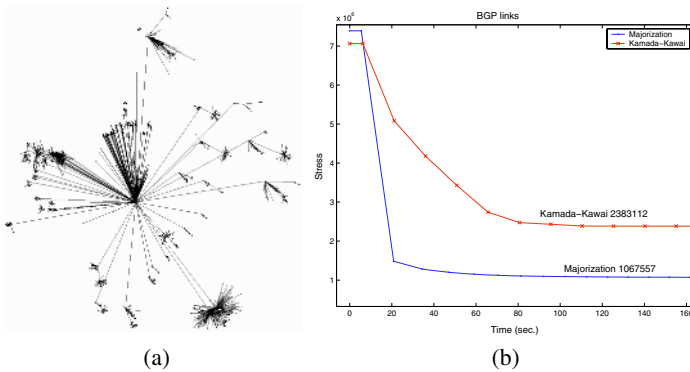 (a)
BGP links
x 10⁶
Majorization
Kamada−Kawai
7
6
5
4
3
2
1
Stress
Kamada−Kawai 2383112
Majorization 1067557
0 20 40 60 80 100 120 140 160
Time (sec.)
(b)